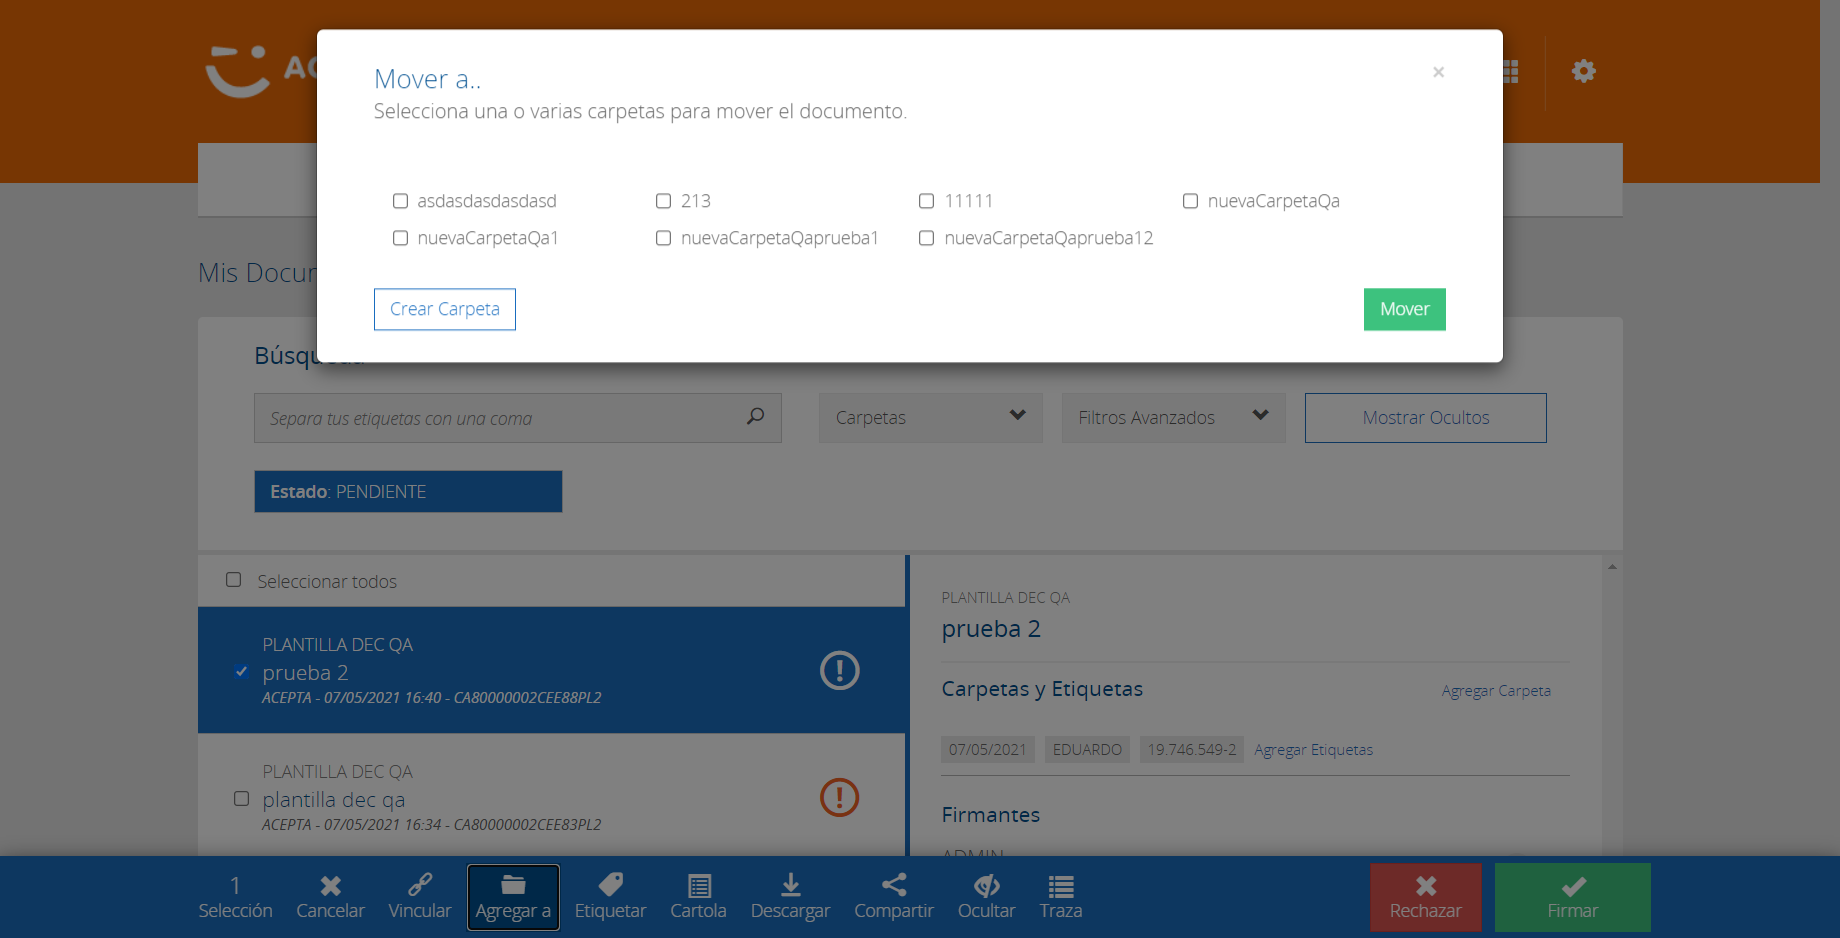 Mover a..
×
Selecciona una o varias carpetas para mover el documento.
asdasdasdasdasd
213
11111
nuevaCarpetaQa
nuevaCarpetaQa1
nuevaCarpetaQaprueba1
nuevaCarpetaQaprueba12
Crear Carpeta
Mover
Mis
Separa tus etiquetas con una coma
Carpetas
Filtros Avanzados
Mostrar Ocultos
Estado: PENDIENTE
Seleccionar todos
PLANTILLA DEC QA
prueba 2
ACEPTA - 07/05/2021 16:40 - CA80000002CEE88PL2
PLANTILLA DEC QA
plantilla dec qa
ACEPTA - 07/05/2021 16:34 - CA80000002CEE83PL2
PLANTILLA DEC QA
prueba 2
Carpetas y Etiquetas
Agregar Carpeta
07/05/2021
EDUARDO
19.746.549-2
Agregar Etiquetas
Firmantes
ADMIN
1
Selección
Cancelar
Vincular
Agregar a
Etiquetar
Cartola
Descargar
Compartir
Ocultar
Traza
Rechazar
Firmar